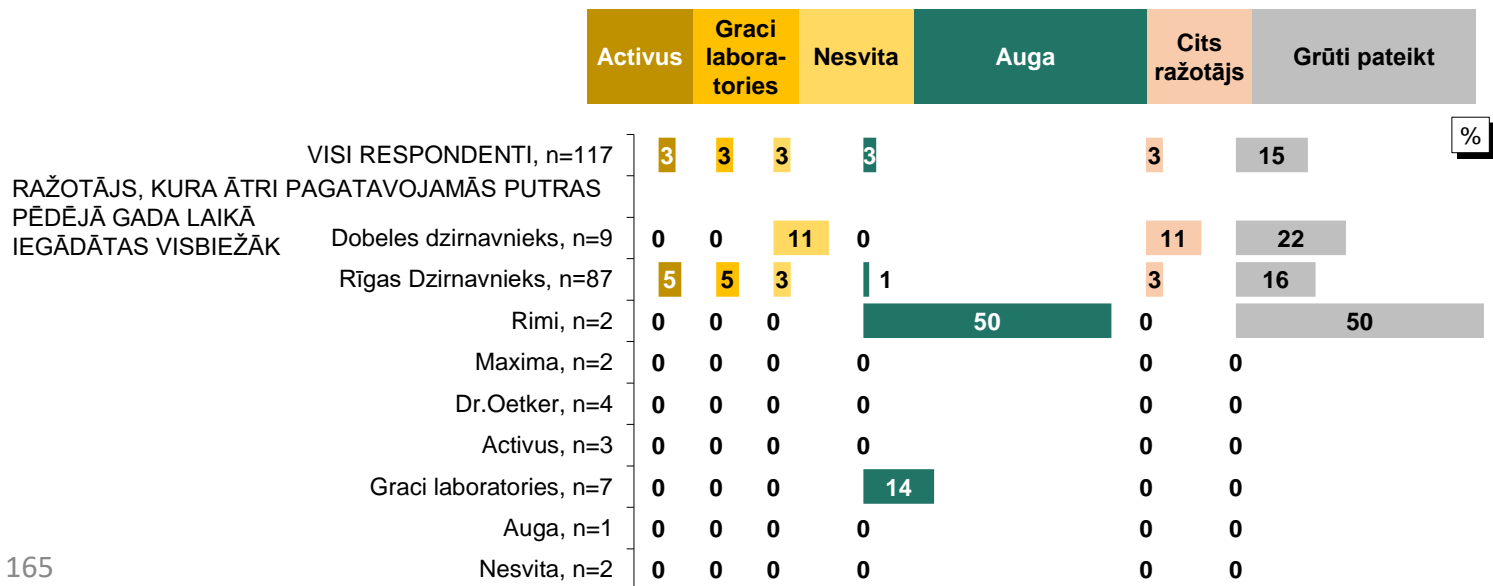 Activus Graci labora- tories Nesvita Auga Cits ražotājs Grūti pateikt
%
VISI RESPONDENTI, n=117 3 3 3 3 3 15
RAŽOTĀJS, KURA ĀTRI PAGATAVOJAMĀS PUTRAS
PĒDĒJĀ GADA LAIKĀ
IEGĀDĀTAS VISBIEŽĀK
Dobeles dzirnavnieks, n=9 0 0 11 0 11 22
Rīgas Dzirnavnieks, n=87 5 5 3 1 3 16
Rimi, n=2 0 0 0 50 0 50
Maxima, n=2 0 0 0 0 0 0
Dr.Oetker, n=4 0 0 0 0 0 0
Activus, n=3 0 0 0 0 0 0
Graci laboratories, n=7 0 0 0 14 0 0
Auga, n=1 0 0 0 0 0 0
Nesvita, n=2 0 0 0 0 0 0
165